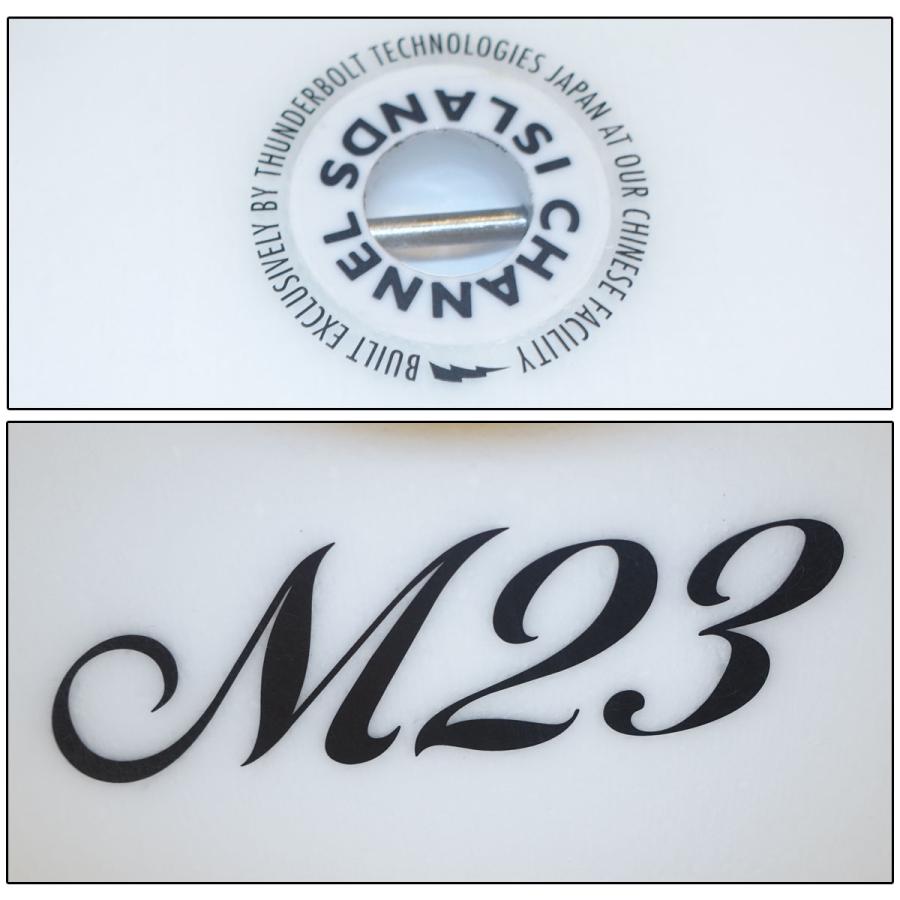 BUILT EXCLUSIVELY BY THUNDERBOLT TECHNOLOGIES JAPAN AT OUR CHINESE FACILITY
CHANNEL ISLANDS
M23